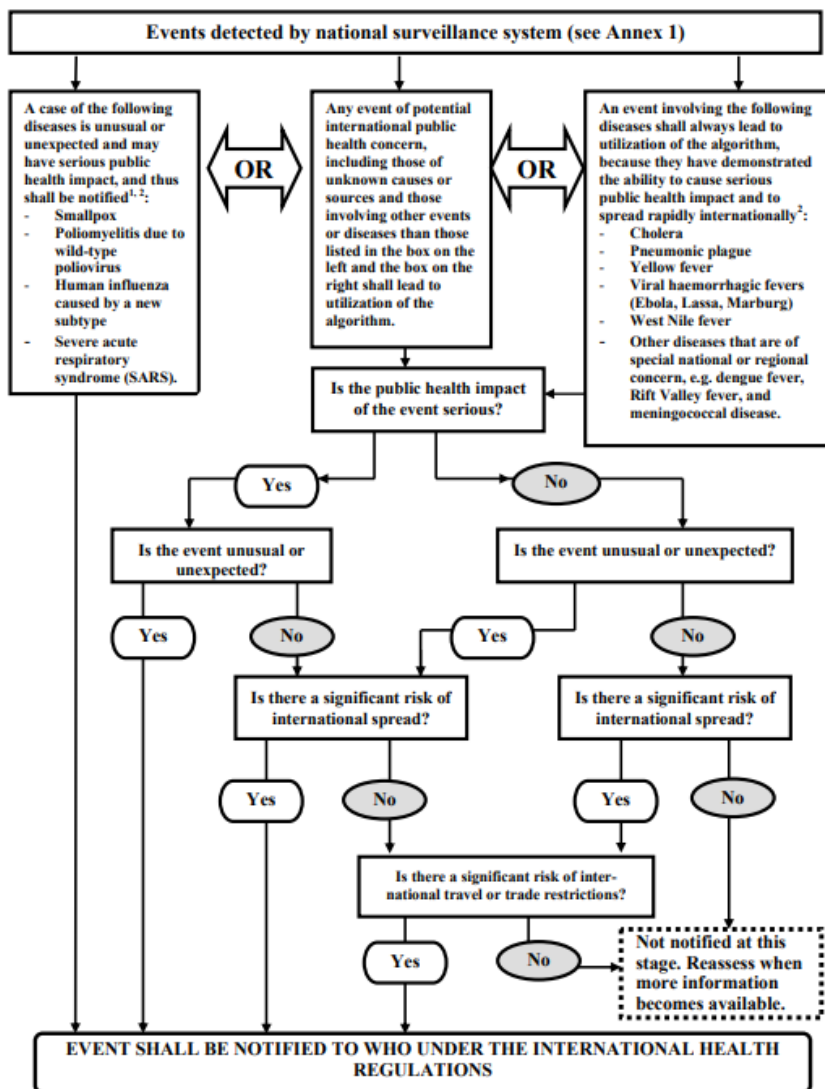 Events detected by national surveillance system (see Annex 1)
A case of the following
diseases is unusual or
unexpected and may
have serious public
health impact, and thus
shall be notified1, 2:
- Smallpox
- Poliomyelitis due to
wild-type
poliovirus
- Human influenza
caused by a new
subtype
- Severe acute
respiratory
syndrome (SARS).
OR
Any event of potential
international public
health concern,
including those of
unknown causes or
sources and those
involving other events
or diseases than those
listed in the box on the
left and the box on the
right shall lead to
utilization of the
algorithm.
OR
An event involving the following
diseases shall always lead to
utilization of the algorithm,
because they have demonstrated
the ability to cause serious
public health impact and to
spread rapidly internationally2:
- Cholera
- Pneumonic plague
- Yellow fever
- Viral haemorrhagic fevers
(Ebola, Lassa, Marburg)
- West Nile fever
- Other diseases that are of
special national or regional
concern, e.g. dengue fever,
Rift Valley fever, and
meningococcal disease.
Is the public health impact
of the event serious?
Yes
No
Is the event unusual or
unexpected?
Is the event unusual or unexpected?
Yes
No
Yes
No
Is there a significant risk of
international spread?
Is there a significant risk of
international spread?
Yes
No
Yes
No
Is there a significant risk of inter-
national travel or trade restrictions?
Yes
No
Not notified at this
stage. Reassess when
more information
becomes available.
EVENT SHALL BE NOTIFIED TO WHO UNDER THE INTERNATIONAL HEALTH
REGULATIONS